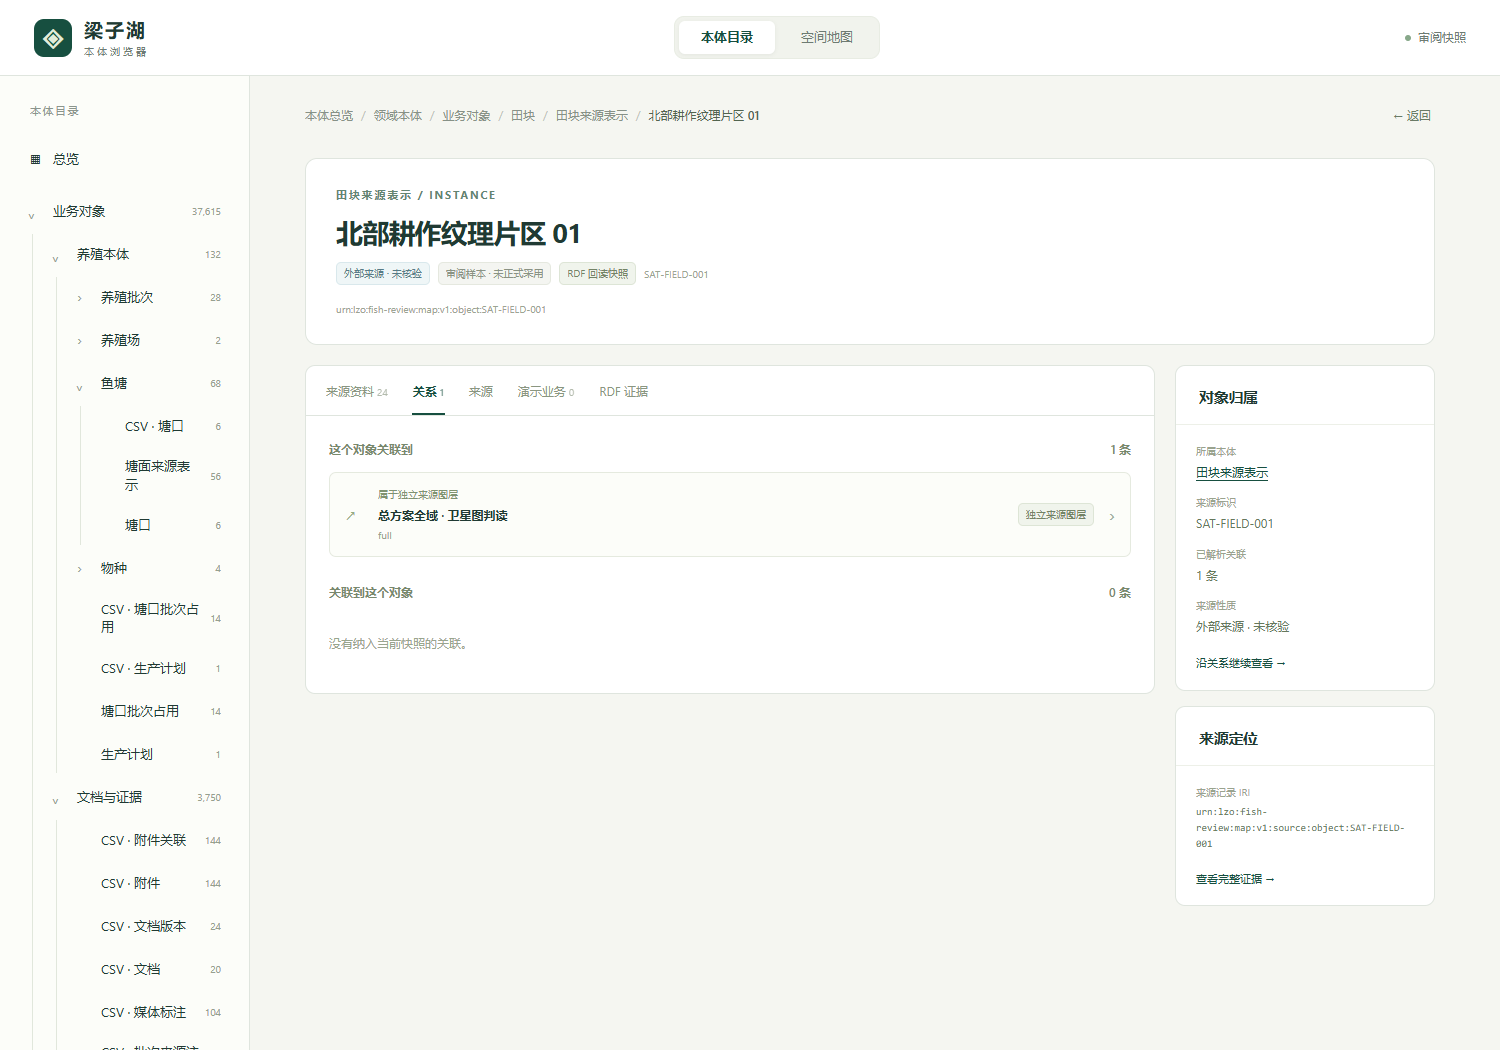 梁子湖
本体浏览器
本体目录
空间地图
审阅快照
本体目录
总览
业务对象 37,615
养殖本体 132
养殖批次 28
养殖场 2
鱼塘 68
CSV · 塘口 6
塘面来源表
示 56
塘口 6
物种 4
CSV · 塘口批次占
用 14
CSV · 生产计划 1
塘口批次占用 14
生产计划 1
文档与证据 3,750
CSV · 附件关联 144
CSV · 附件 144
CSV · 文档版本 24
CSV · 文档 20
CSV · 媒体标注 104
本体总览 / 领域本体 / 业务对象 / 田块 / 田块来源表示 / 北部耕作纹理片区 01
← 返回
田块来源表示 / INSTANCE
北部耕作纹理片区 01
外部来源 · 未核验 审阅样本 · 未正式采用 RDF 回读快照 SAT-FIELD-001
urn:lzo:fish-review:map:v1:object:SAT-FIELD-001
来源资料 24 关系 1 来源 演示业务 0 RDF 证据
这个对象关联到 1 条
属于独立来源图层
↗ 总方案全域 · 卫星图判读 独立来源图层 ›
full
关联到这个对象 0 条
没有纳入当前快照的关联。
对象归属
所属本体
田块来源表示
来源标识
SAT-FIELD-001
已解析关联
1 条
来源性质
外部来源 · 未核验
沿关系继续查看 →
来源定位
来源记录 IRI
urn:lzo:fish-
review:map:v1:source:object:SAT-FIELD-
001
查看完整证据 →